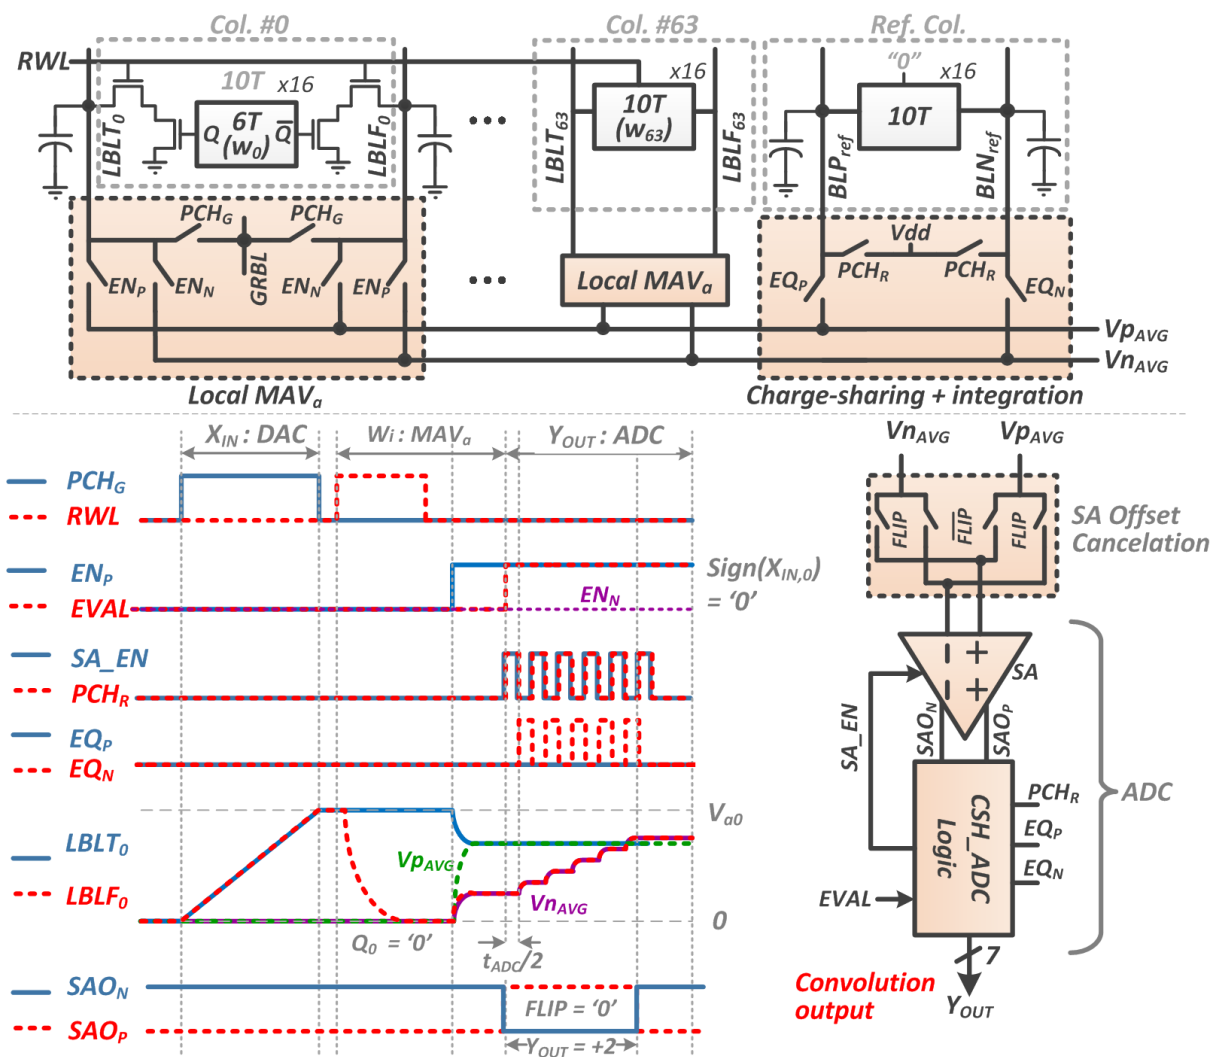 Col. #0
Col. #63
Ref. Col.
RWL
10T
x16
6T
(w0)
Q
Q̅
LBLT0
LBLF0
x16
10T
(w63)
LBLT63
LBLF63
"0"
x16
10T
BLPref
BLNref
PCHG
PCHG
ENP
ENN
GRBL
ENN
ENP
Local MAVa
Vdd
PCHR
PCHR
EQP
EQN
VpAVG
VnAVG
Local MAVa
Charge-sharing + integration
XIN : DAC
Wi : MAVa
YOUT : ADC
PCHG
RWL
ENP
EVAL
ENN
Sign(XIN,0)
= '0'
SA_EN
PCHR
EQP
EQN
Va0
LBLT0
LBLF0
VpAVG
VnAVG
0
Q0 = '0'
tADC/2
SAON
SAOP
FLIP = '0'
YOUT = +2
VnAVG
VpAVG
FLIP
F̅L̅I̅P̅
FLIP
SA Offset
Cancelation
− +
− +
SA
SA_EN
SAON
SAOP
CSH_ADC
Logic
PCHR
EQP
EQN
EVAL
ADC
7
Convolution
output
YOUT